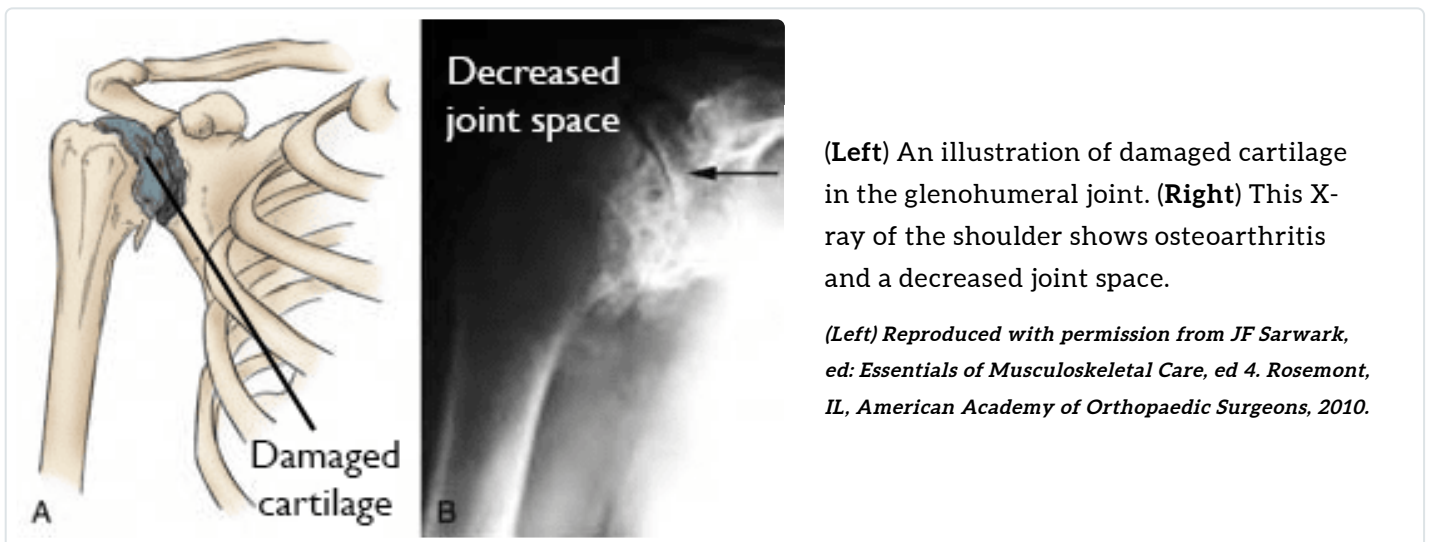 Decreased
joint space
Damaged
cartilage
A
B
(Left) An illustration of damaged cartilage
in the glenohumeral joint. (Right) This X-
ray of the shoulder shows osteoarthritis
and a decreased joint space.
(Left) Reproduced with permission from JF Sarwark,
ed: Essentials of Musculoskeletal Care, ed 4. Rosemont,
IL, American Academy of Orthopaedic Surgeons, 2010.